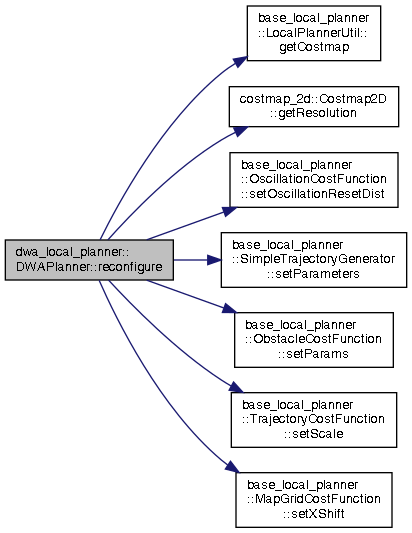 base_local_planner
::LocalPlannerUtil::
getCostmap
costmap_2d::Costmap2D
::getResolution
base_local_planner
::OscillationCostFunction
::setOscillationResetDist
dwa_local_planner::
DWAPlanner::reconfigure
base_local_planner
::SimpleTrajectoryGenerator
::setParameters
base_local_planner
::ObstacleCostFunction
::setParams
base_local_planner
::TrajectoryCostFunction
::setScale
base_local_planner
::MapGridCostFunction
::setXShift